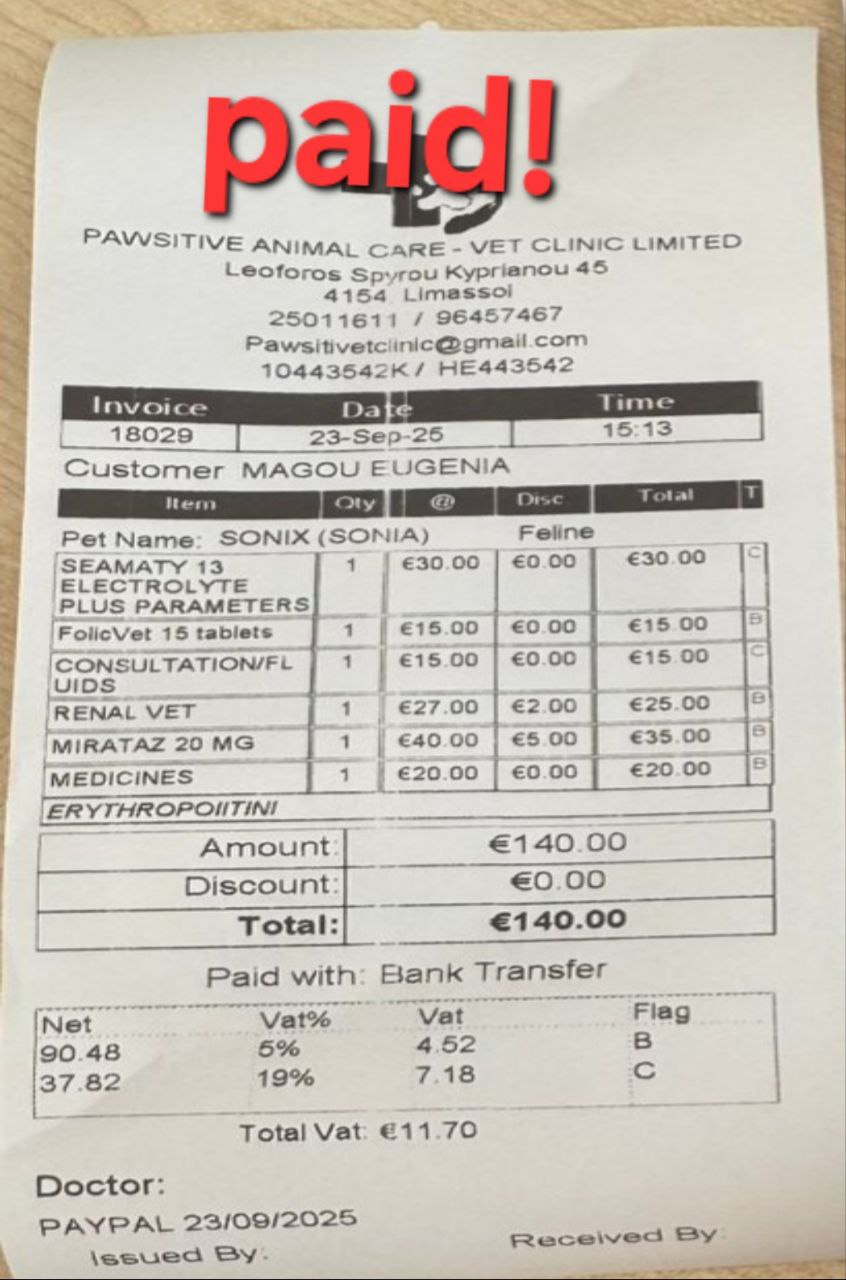 paid!
PAWSITIVE ANIMAL CARE - VET CLINIC LIMITED
Leoforos Spyrou Kyprianou 45
4154 Limassol
25011611 / 96457467
Pawsitivetclinic@gmail.com
10443542K/ HE443542
Invoice Date Time
18029 23-Sep-25 15:13
Customer MAGOU EUGENIA
Item Qty @ Disc Total T
Pet Name: SONIX (SONIA) Feline
SEAMATY 13 1 €30.00 €0.00 €30.00 C
ELECTROLYTE
PLUS PARAMETERS
FolicVet 15 tablets 1 €15.00 €0.00 €15.00 B
CONSULTATION/FL 1 €15.00 €0.00 €15.00 C
UIDS
RENAL VET 1 €27.00 €2.00 €25.00 B
MIRATAZ 20 MG 1 €40.00 €5.00 €35.00 B
MEDICINES 1 €20.00 €0.00 €20.00 B
ERYTHROPOIITINI
Amount: €140.00
Discount: €0.00
Total: €140.00
Paid with: Bank Transfer
Net Vat% Vat Flag
90.48 5% 4.52 B
37.82 19% 7.18 C
Total Vat: €11.70
Doctor:
PAYPAL 23/09/2025
Issued By: Received By: